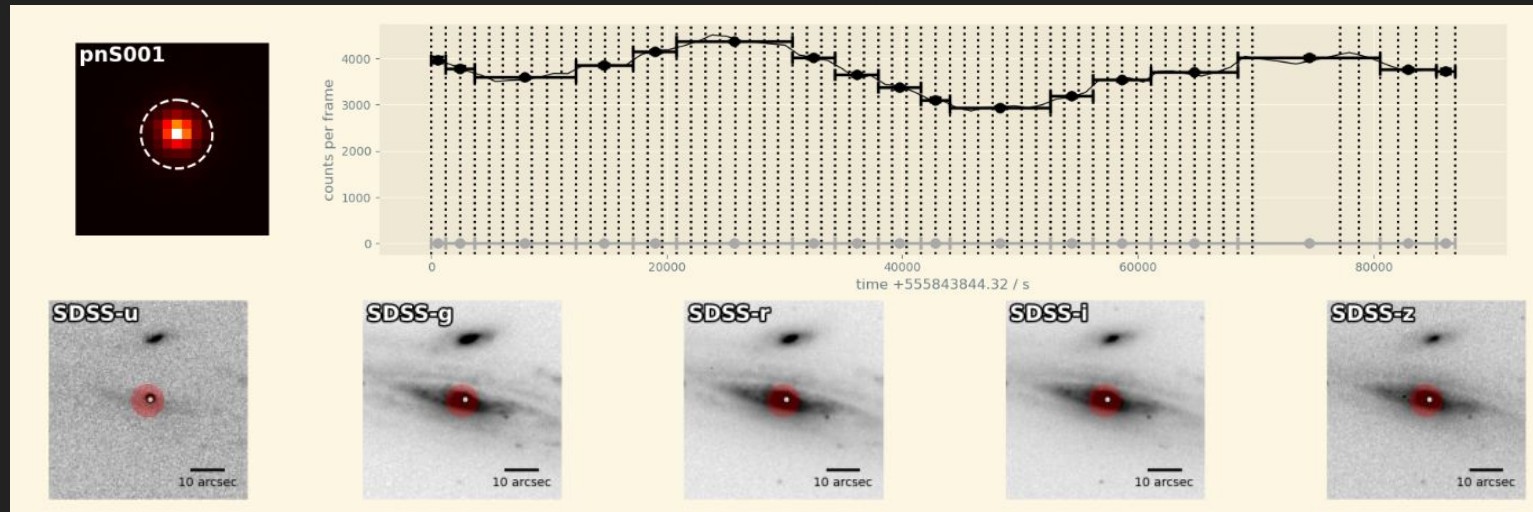 pnS001
counts per frame
4000
3000
2000
1000
0
0
20000
40000
60000
80000
time +555843844.32 / s
SDSS-u
SDSS-g
SDSS-r
SDSS-i
SDSS-z
10 arcsec
10 arcsec
10 arcsec
10 arcsec
10 arcsec